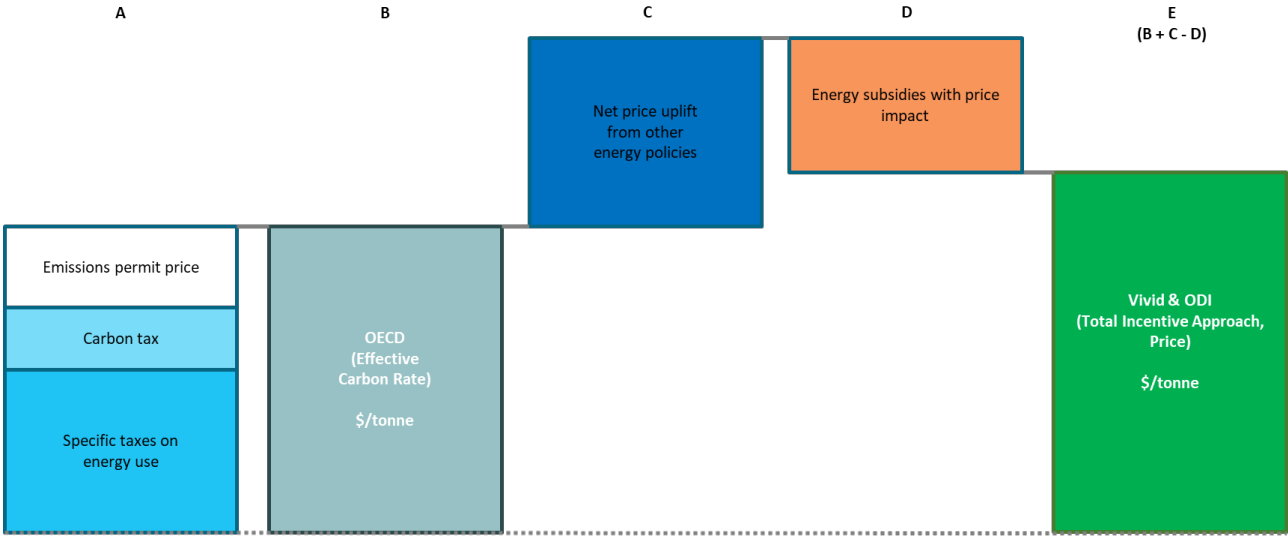 A
B
C
D
E
(B + C - D)
Emissions permit price
Carbon tax
Specific taxes on
energy use
OECD
(Effective
Carbon Rate)
$/tonne
Net price uplift
from other
energy policies
Energy subsidies with price
impact
Vivid & ODI
(Total Incentive Approach,
Price)
$/tonne